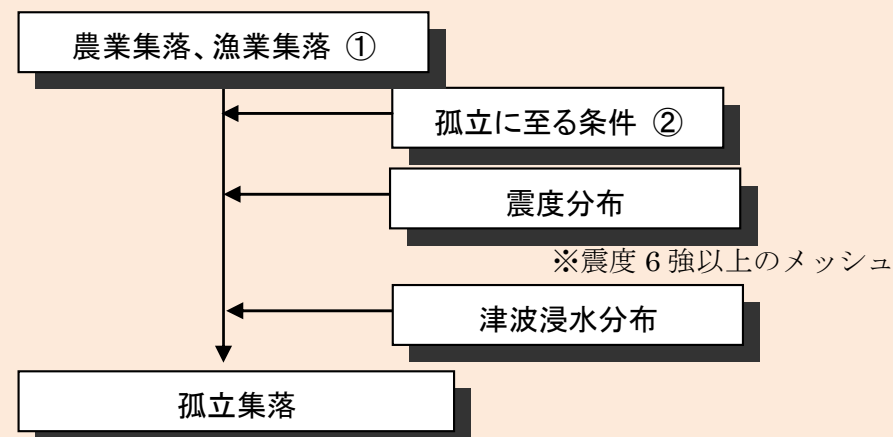 農業集落、漁業集落 ①
孤立に至る条件 ②
震度分布
※震度 6 強以上のメッシュ
津波浸水分布
孤立集落